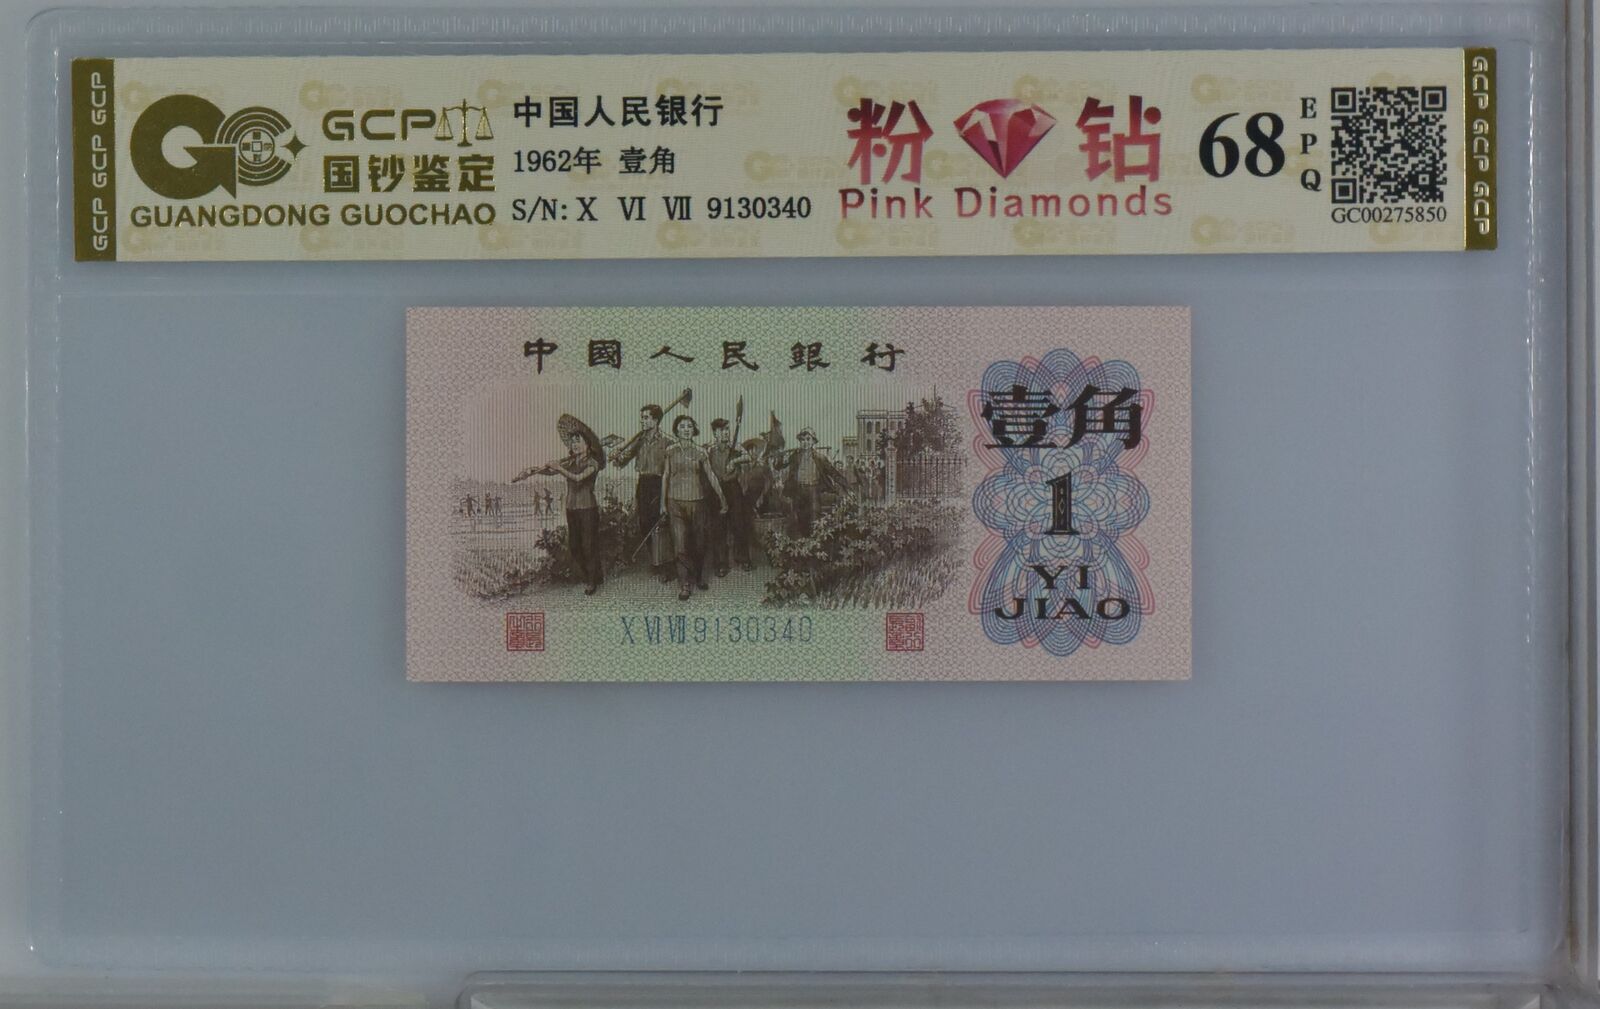 GCP GCP GCP
GCP
国钞鉴定
GUANGDONG GUOCHAO
中国人民银行
1962年 壹角
S/N: X VI VII 9130340
粉 钻
Pink Diamonds
68
EPQ
GC00275850
GCP GCP GCP
中國人民銀行
壹角
1
YI
JIAO
X VI VII 9130340